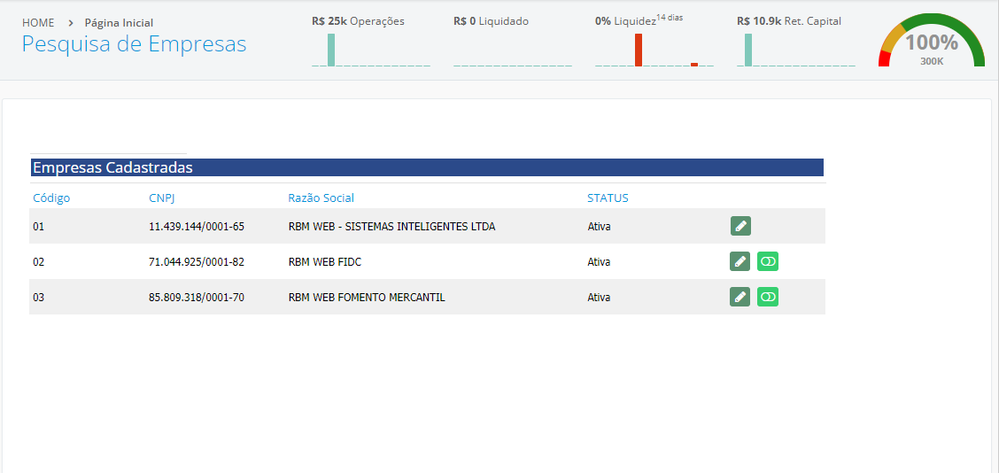 HOME > Página Inicial
Pesquisa de Empresas
R$ 25k Operações
R$ 0 Liquidado
0% Liquidez14 dias
R$ 10.9k Ret. Capital
100%
300K
Empresas Cadastradas
Código CNPJ Razão Social STATUS
01 11.439.144/0001-65 RBM WEB - SISTEMAS INTELIGENTES LTDA Ativa
02 71.044.925/0001-82 RBM WEB FIDC Ativa
03 85.809.318/0001-70 RBM WEB FOMENTO MERCANTIL Ativa